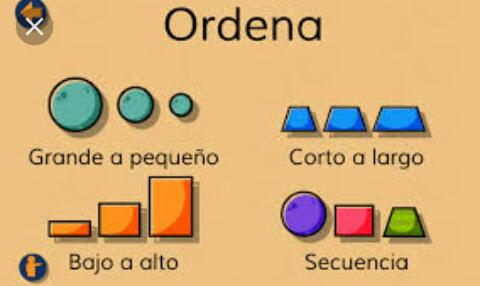 Ordena
Grande a pequeño
Corto a largo
Bajo a alto
Secuencia